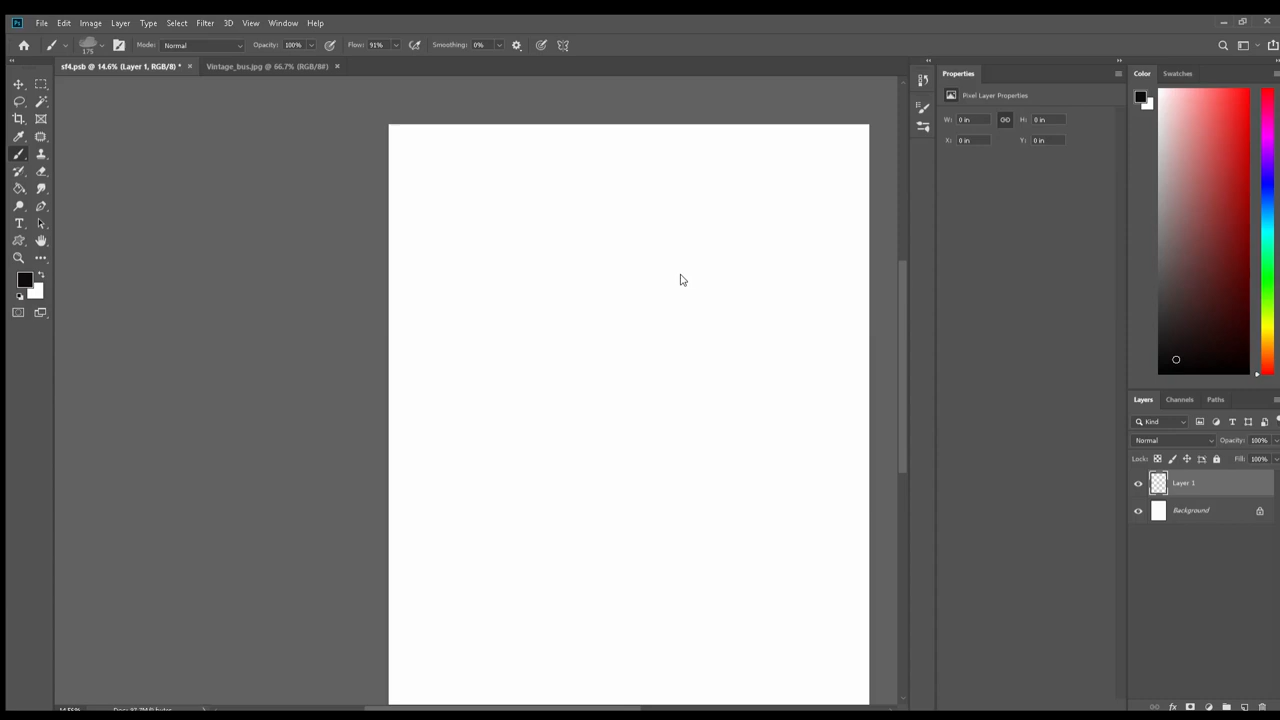 Ps File Edit Image Layer Type Select Filter 3D View Window Help
175 Mode: Normal Opacity: 100% Flow: 91% Smoothing: 0%
sf4.psb @ 14.6% (Layer 1, RGB/8) * × Vintage_bus.jpg @ 66.7% (RGB/8#) ×
Properties
Pixel Layer Properties
W: 0 in H: 0 in
X: 0 in Y: 0 in
Color Swatches
Layers Channels Paths
Kind
Normal Opacity: 100%
Lock: Fill: 100%
Layer 1
Background